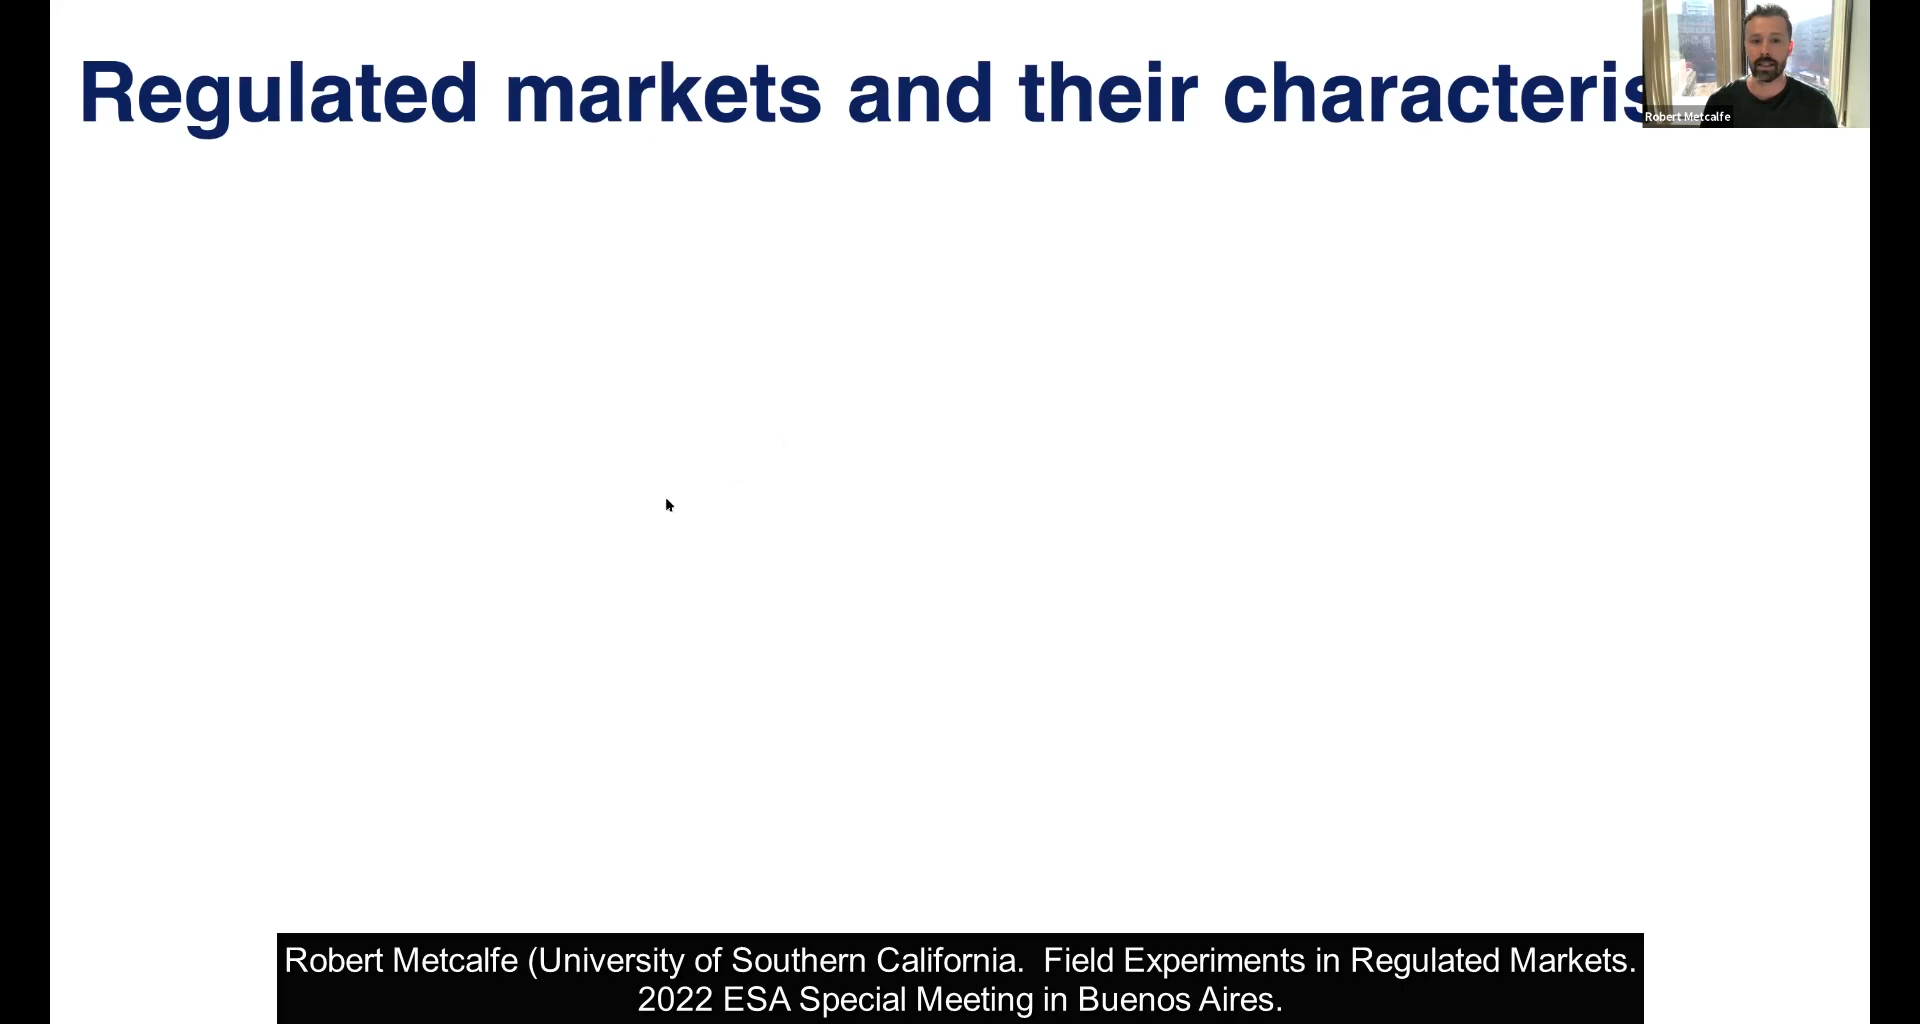 Regulated markets and their characteris
Robert Metcalfe
Robert Metcalfe (University of Southern California.  Field Experiments in Regulated Markets.
2022 ESA Special Meeting in Buenos Aires.